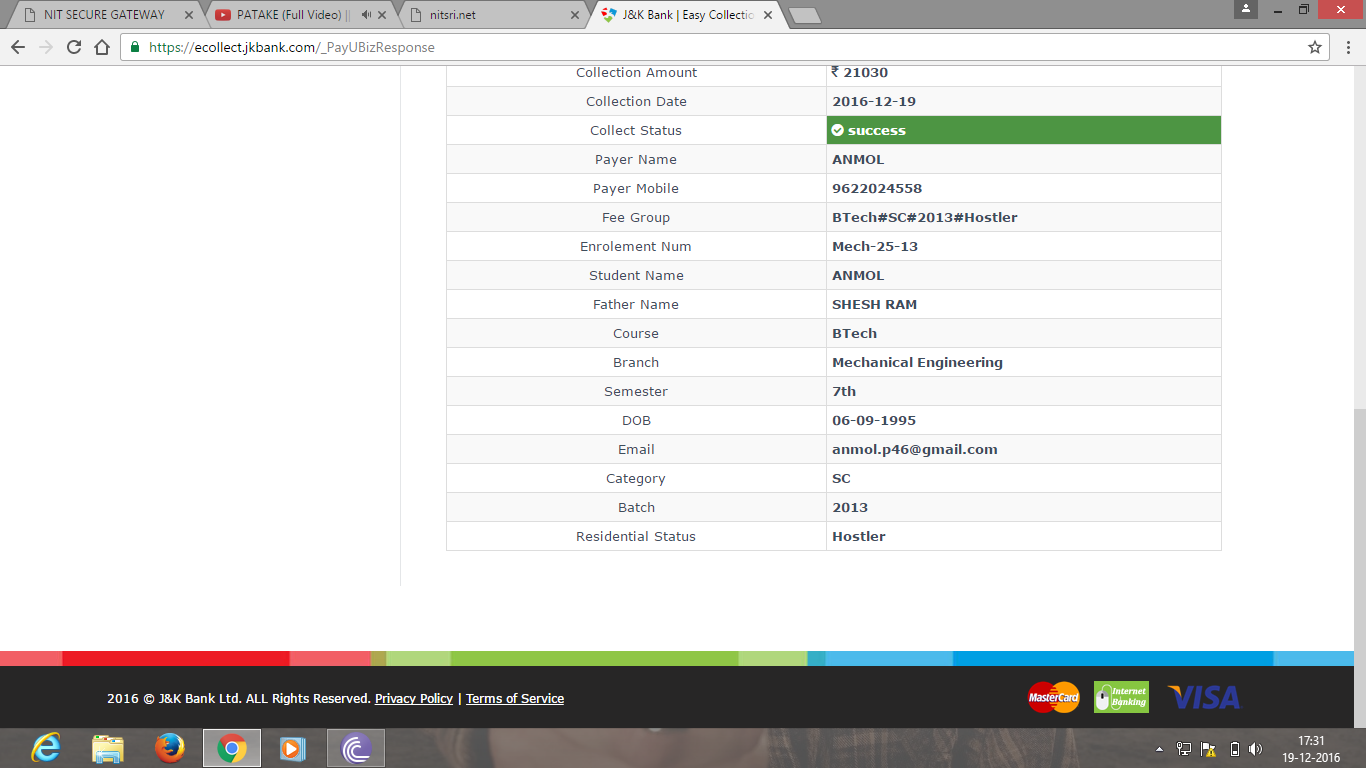 NIT SECURE GATEWAY
PATAKE (Full Video) ||
nitsri.net
J&K Bank | Easy Collectio
https://ecollect.jkbank.com/_PayUBizResponse
Collection Amount ₹ 21030
Collection Date 2016-12-19
Collect Status success
Payer Name ANMOL
Payer Mobile 9622024558
Fee Group BTech#SC#2013#Hostler
Enrolement Num Mech-25-13
Student Name ANMOL
Father Name SHESH RAM
Course BTech
Branch Mechanical Engineering
Semester 7th
DOB 06-09-1995
Email anmol.p46@gmail.com
Category SC
Batch 2013
Residential Status Hostler
2016 © J&K Bank Ltd. ALL Rights Reserved. Privacy Policy | Terms of Service
MasterCard
Internet
Banking
VISA
17:31
19-12-2016